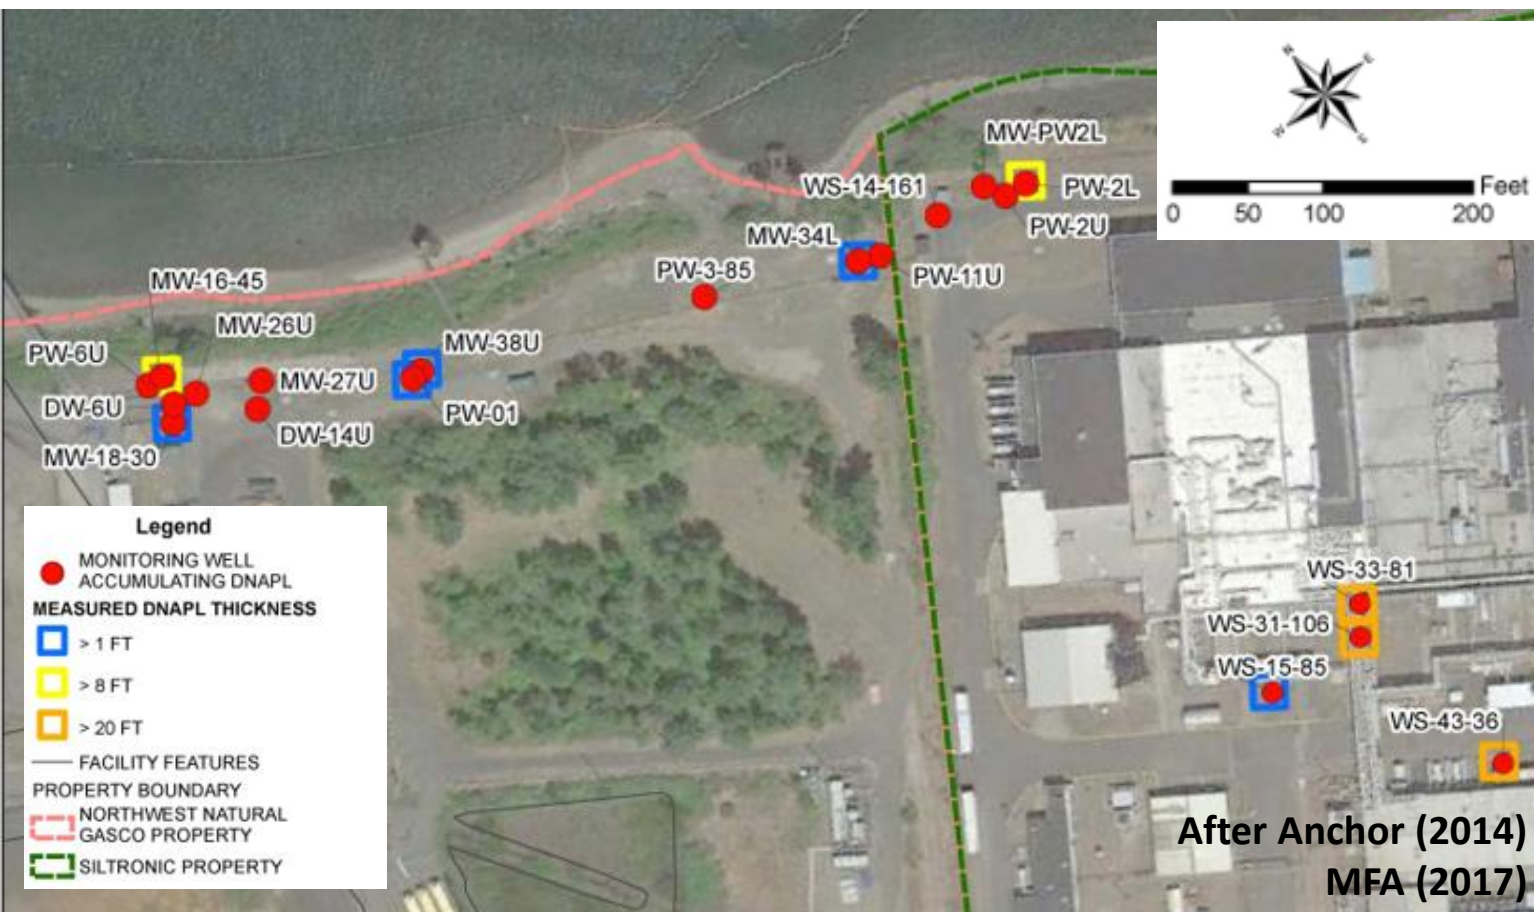 N
E
W
S
Feet
0 50 100 200
MW-PW2L
WS-14-161
PW-2L
PW-2U
MW-34L
PW-3-85
PW-11U
MW-16-45
MW-26U
PW-6U
MW-38U
MW-27U
DW-6U
PW-01
DW-14U
MW-18-30
WS-33-81
WS-31-106
WS-15-85
WS-43-36
Legend
MONITORING WELL
ACCUMULATING DNAPL
MEASURED DNAPL THICKNESS
> 1 FT
> 8 FT
> 20 FT
FACILITY FEATURES
PROPERTY BOUNDARY
NORTHWEST NATURAL
GASCO PROPERTY
SILTRONIC PROPERTY
After Anchor (2014)
MFA (2017)